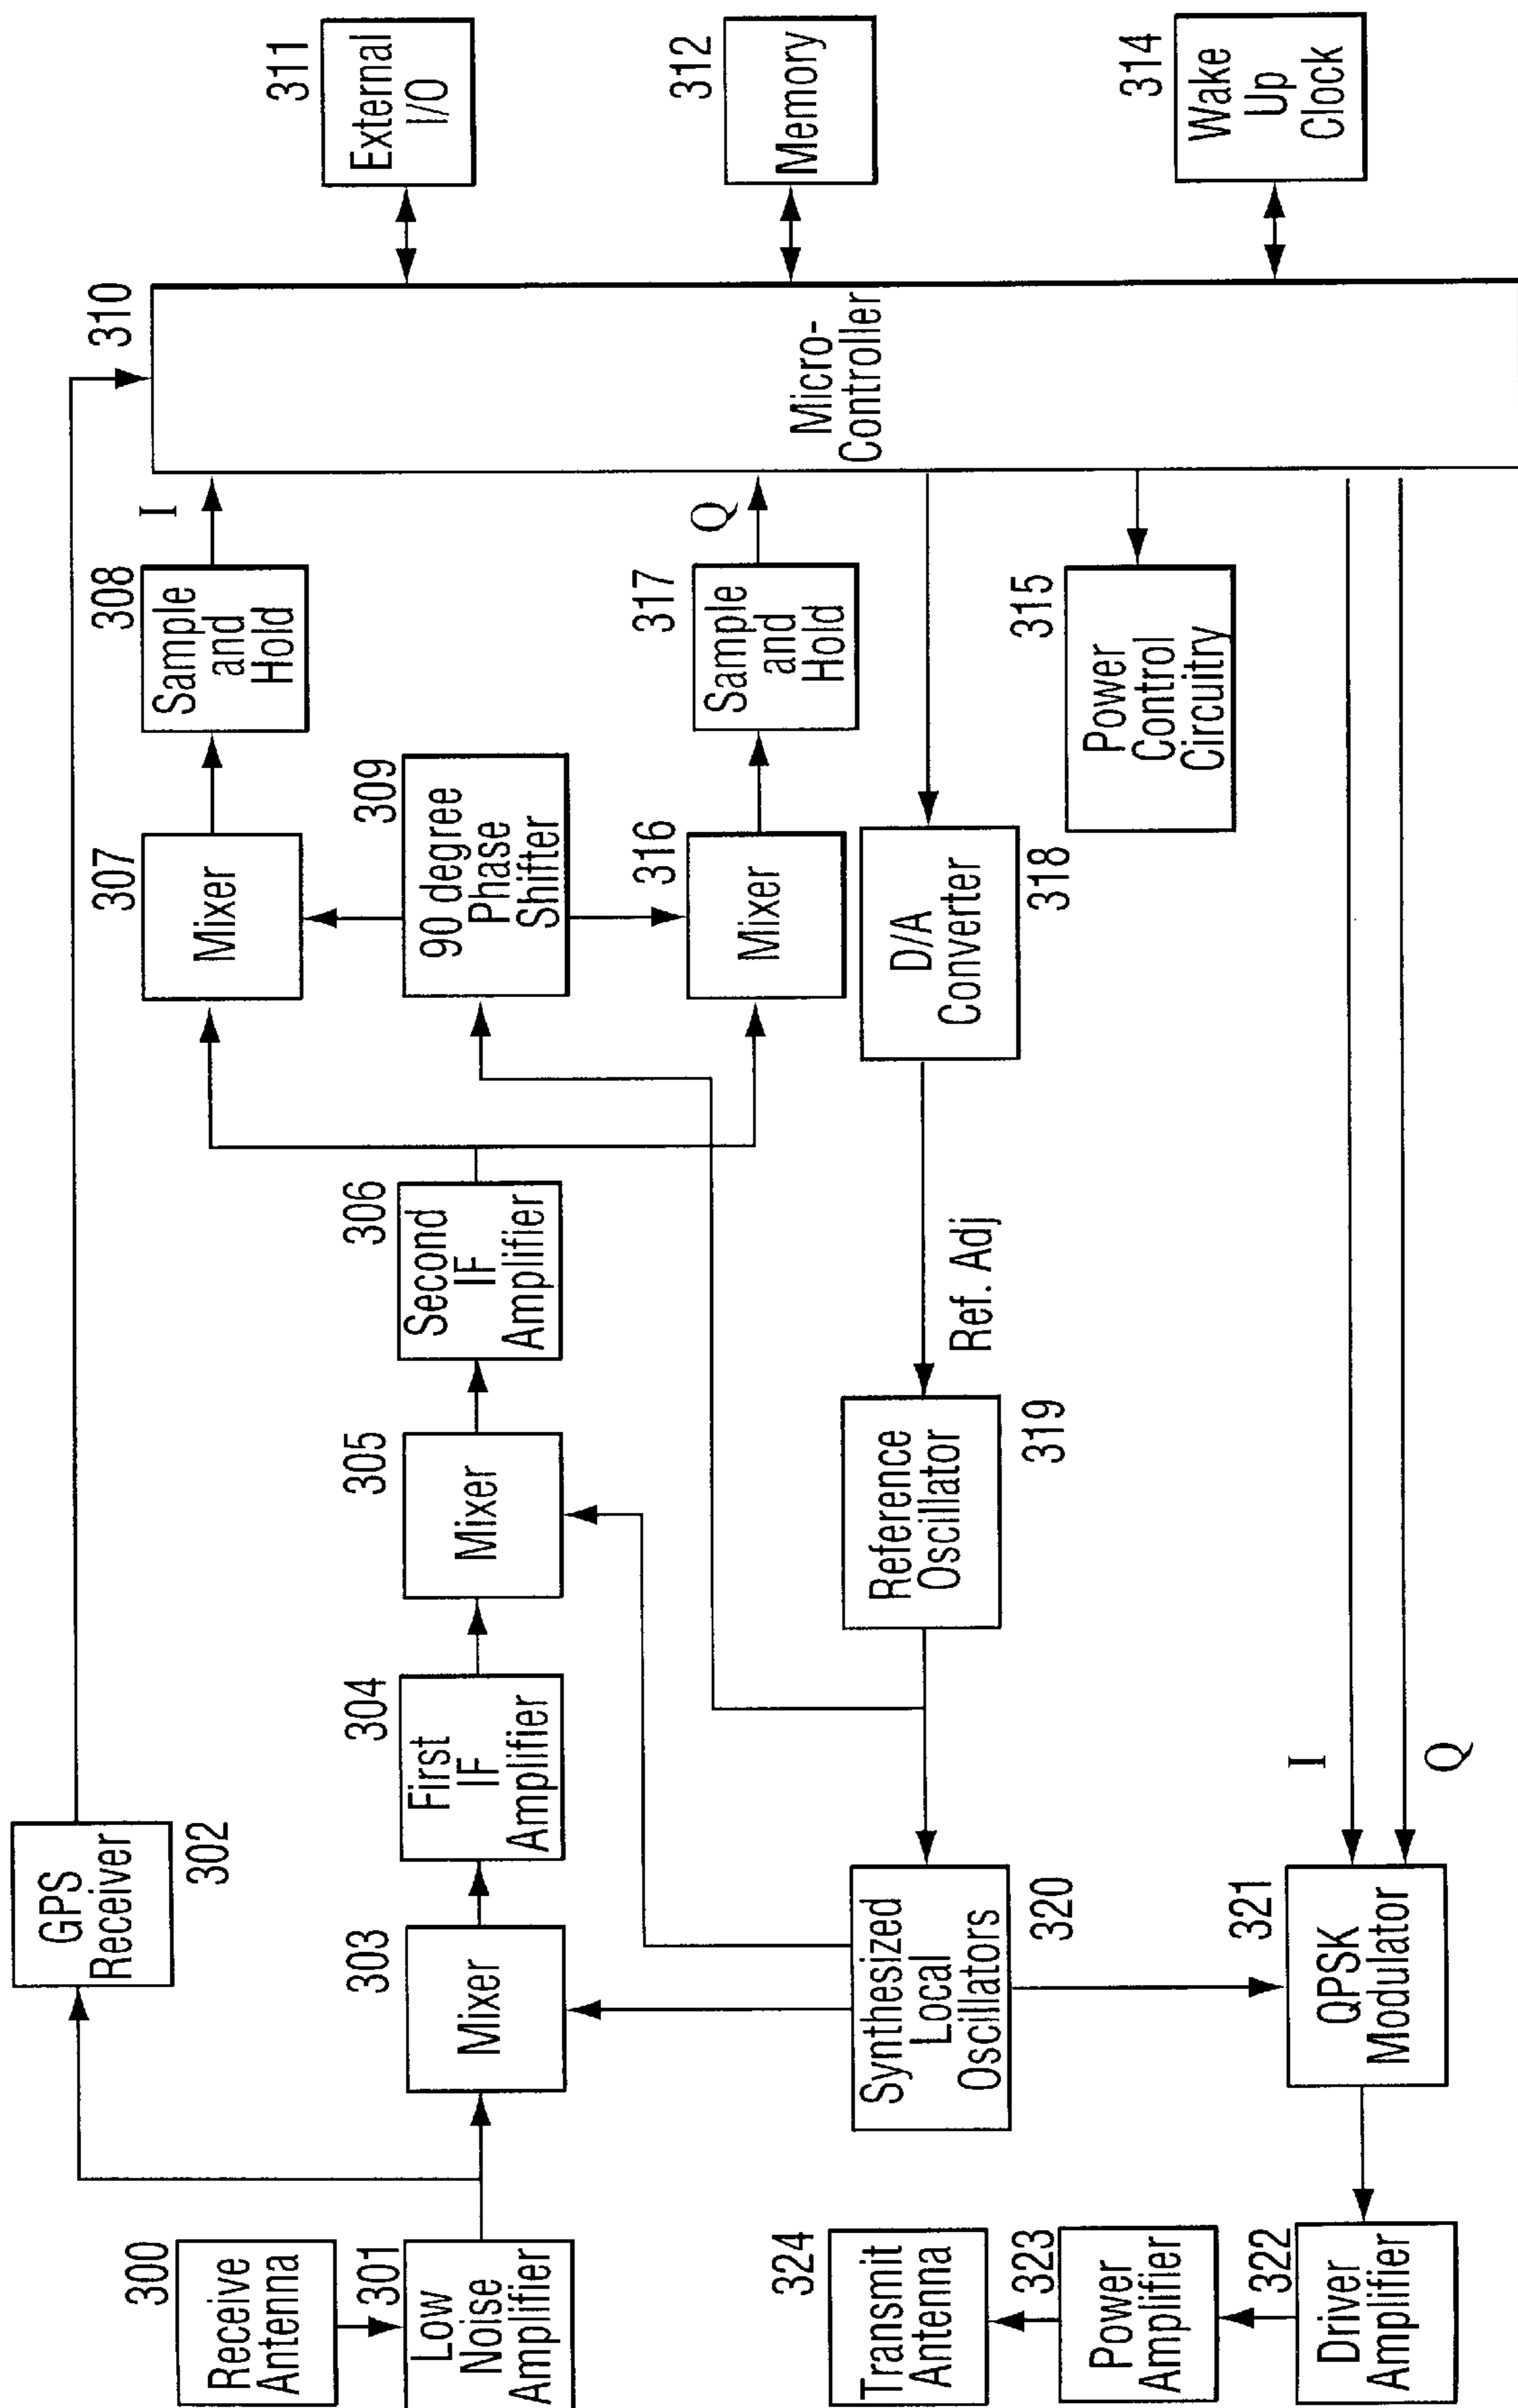 300
Receive
Antenna
301
Low
Noise
Amplifier
GPS
Receiver
302
303
Mixer
304
First
IF
Amplifier
305
Mixer
306
Second
IF
Amplifier
307
Mixer
308
Sample
and
Hold
I
309
90 degree
Phase
Shifter
316
Mixer
317
Sample
and
Hold
Q
310
Micro-
Controller
311
External
I/O
312
Memory
314
Wake
Up
Clock
315
Power
Control
Circuitry
D/A
Converter
318
Ref. Adj
Reference
Oscillator
319
Synthesized
Local
Oscillators
320
321
QPSK
Modulator
I
Q
322
Driver
Amplifier
323
Power
Amplifier
324
Transmit
Antenna